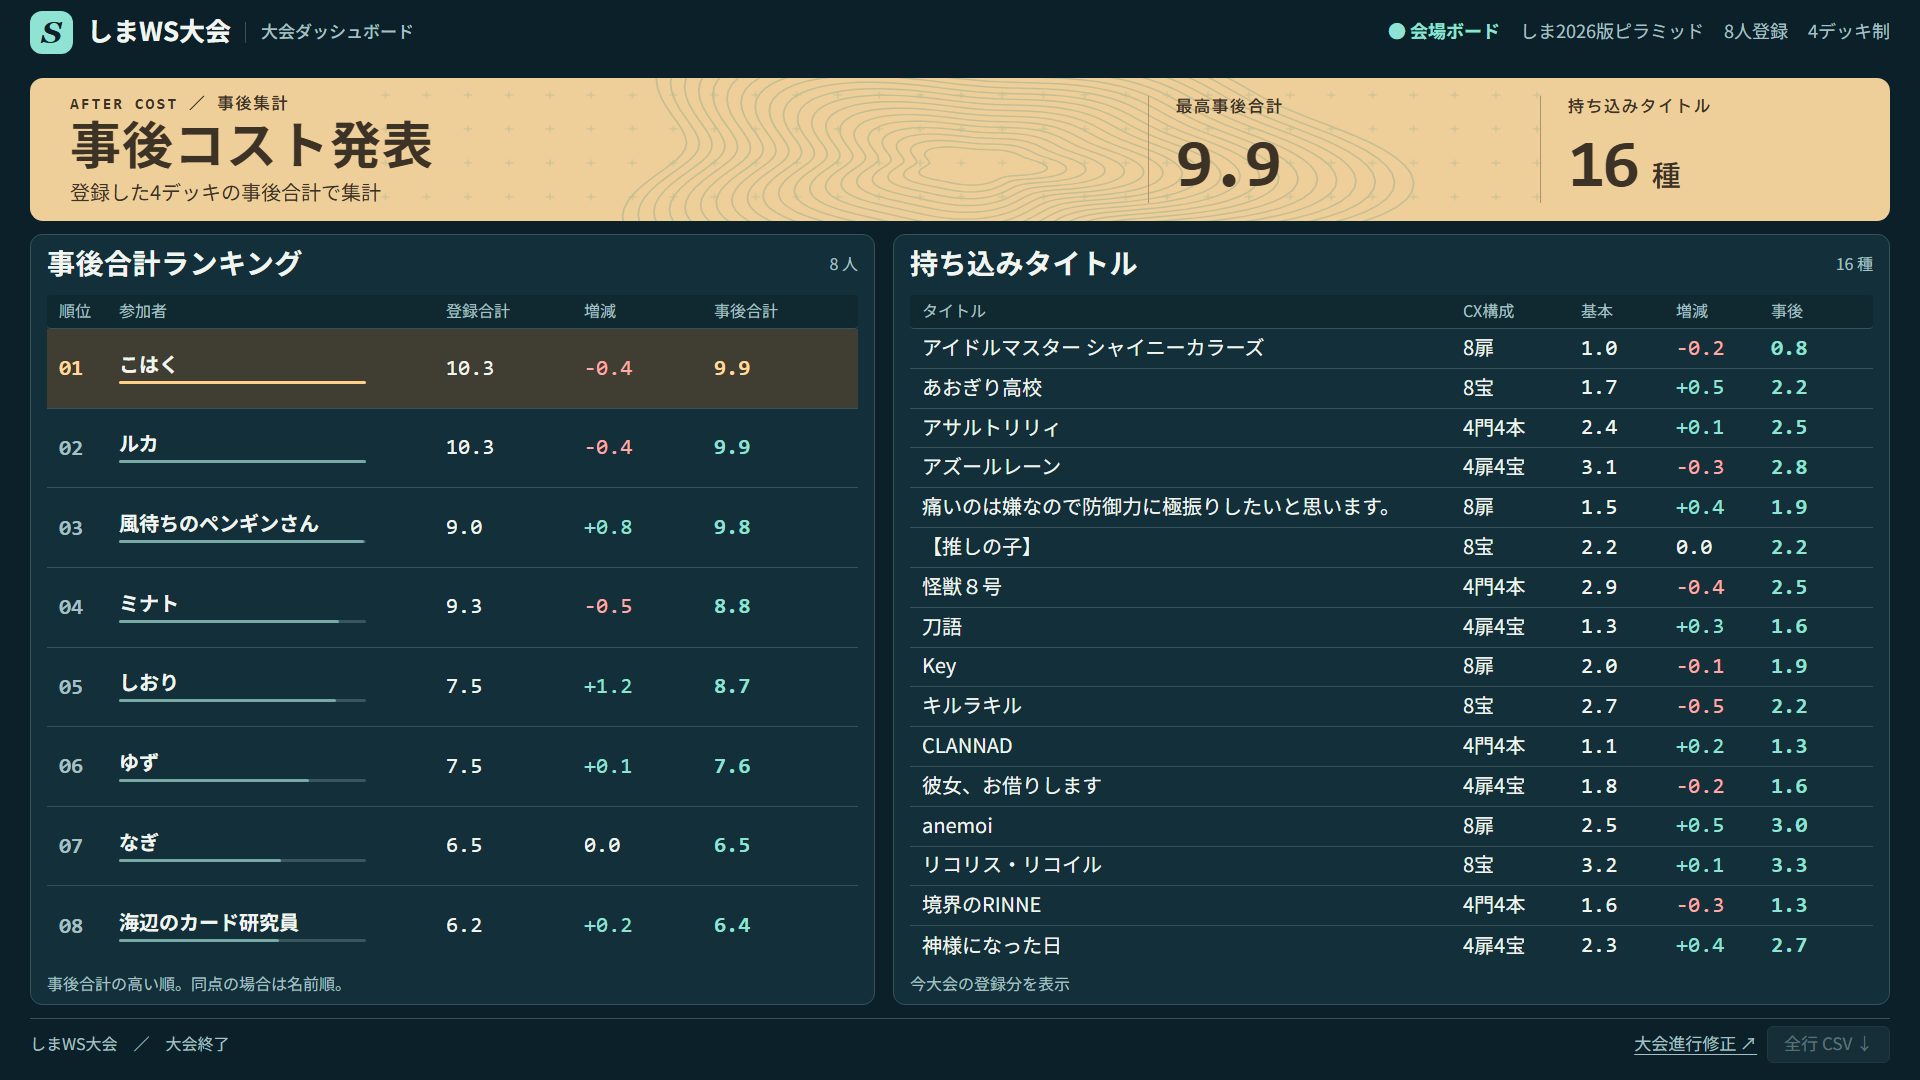 S しまWS大会 大会ダッシュボード
会場ボード しま2026版ピラミッド 8人登録 4デッキ制
AFTER COST ／ 事後集計
事後コスト発表
登録した4デッキの事後合計で集計
最高事後合計
9.9
持ち込みタイトル
16 種
事後合計ランキング 8 人
順位 参加者 登録合計 増減 事後合計
01 こはく 10.3 -0.4 9.9
02 ルカ 10.3 -0.4 9.9
03 風待ちのペンギンさん 9.0 +0.8 9.8
04 ミナト 9.3 -0.5 8.8
05 しおり 7.5 +1.2 8.7
06 ゆず 7.5 +0.1 7.6
07 なぎ 6.5 0.0 6.5
08 海辺のカード研究員 6.2 +0.2 6.4
事後合計の高い順。同点の場合は名前順。
持ち込みタイトル 16 種
タイトル CX構成 基本 増減 事後
アイドルマスター シャイニーカラーズ 8扉 1.0 -0.2 0.8
あおぎり高校 8宝 1.7 +0.5 2.2
アサルトリリィ 4門4本 2.4 +0.1 2.5
アズールレーン 4扉4宝 3.1 -0.3 2.8
痛いのは嫌なので防御力に極振りしたいと思います。 8扉 1.5 +0.4 1.9
【推しの子】 8宝 2.2 0.0 2.2
怪獣８号 4門4本 2.9 -0.4 2.5
刀語 4扉4宝 1.3 +0.3 1.6
Key 8扉 2.0 -0.1 1.9
キルラキル 8宝 2.7 -0.5 2.2
CLANNAD 4門4本 1.1 +0.2 1.3
彼女、お借りします 4扉4宝 1.8 -0.2 1.6
anemoi 8扉 2.5 +0.5 3.0
リコリス・リコイル 8宝 3.2 +0.1 3.3
境界のRINNE 4門4本 1.6 -0.3 1.3
神様になった日 4扉4宝 2.3 +0.4 2.7
今大会の登録分を表示
しまWS大会 ／ 大会終了
大会進行修正 ↗ 全行 CSV ↓